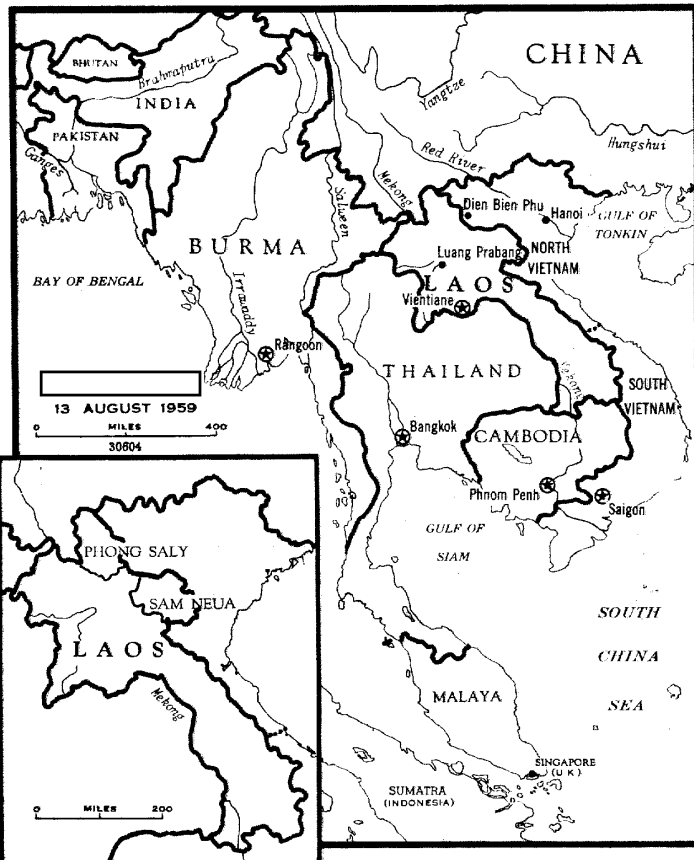 CHINA
BHUTAN
Brahmaputra
INDIA
Yangtze
PAKISTAN
Ganges
Red River
Hungshui
Mekong
Salween
Dien Bien Phu
Hanoi
GULF OF
TONKIN
BURMA
Luang Prabang
NORTH
VIETNAM
BAY OF BENGAL
LAOS
Irrawaddy
Vientiane
Rangoon
THAILAND
Mekong
SOUTH
VIETNAM
13 AUGUST 1959
0 MILES 400
30604
Bangkok
CAMBODIA
Phnom Penh
Saigon
GULF OF
SIAM
PHONG SALY
SAM NEUA
LAOS
Mekong
0 MILES 200
SOUTH
CHINA
SEA
MALAYA
SINGAPORE
(U K)
SUMATRA
(INDONESIA)